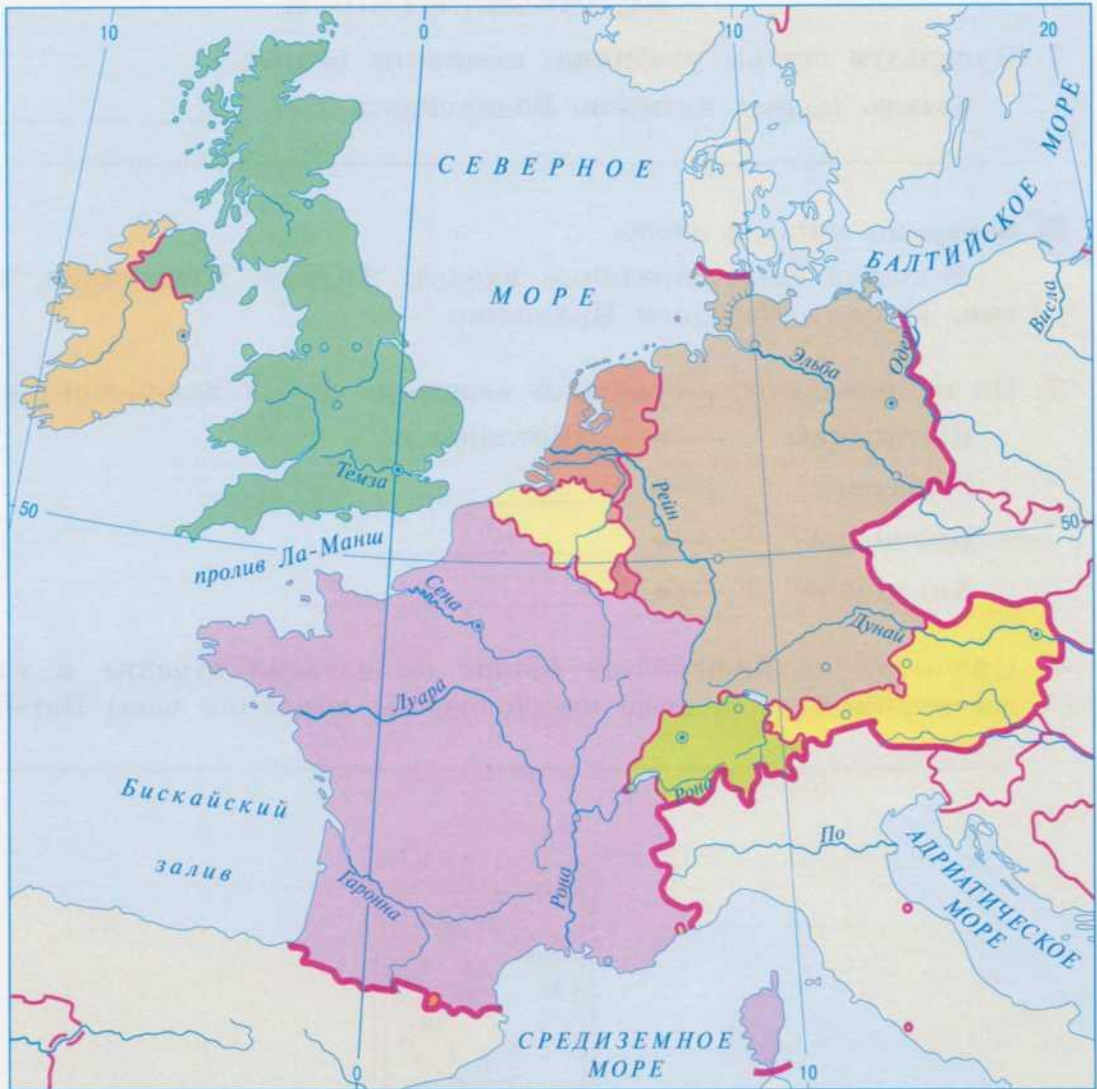 10
0
10
20
СЕВЕРНОЕ
МОРЕ
БАЛТИЙСКОЕ
МОРЕ
Висла
Одер
Эльба
Темза
Рейн
50
50
пролив Ла-Манш
Сена
Дунай
Луара
Рона
Бискайский
залив
По
АДРИАТИЧЕСКОЕ
МОРЕ
Гаронна
Рона
0
СРЕДИЗЕМНОЕ
МОРЕ
10